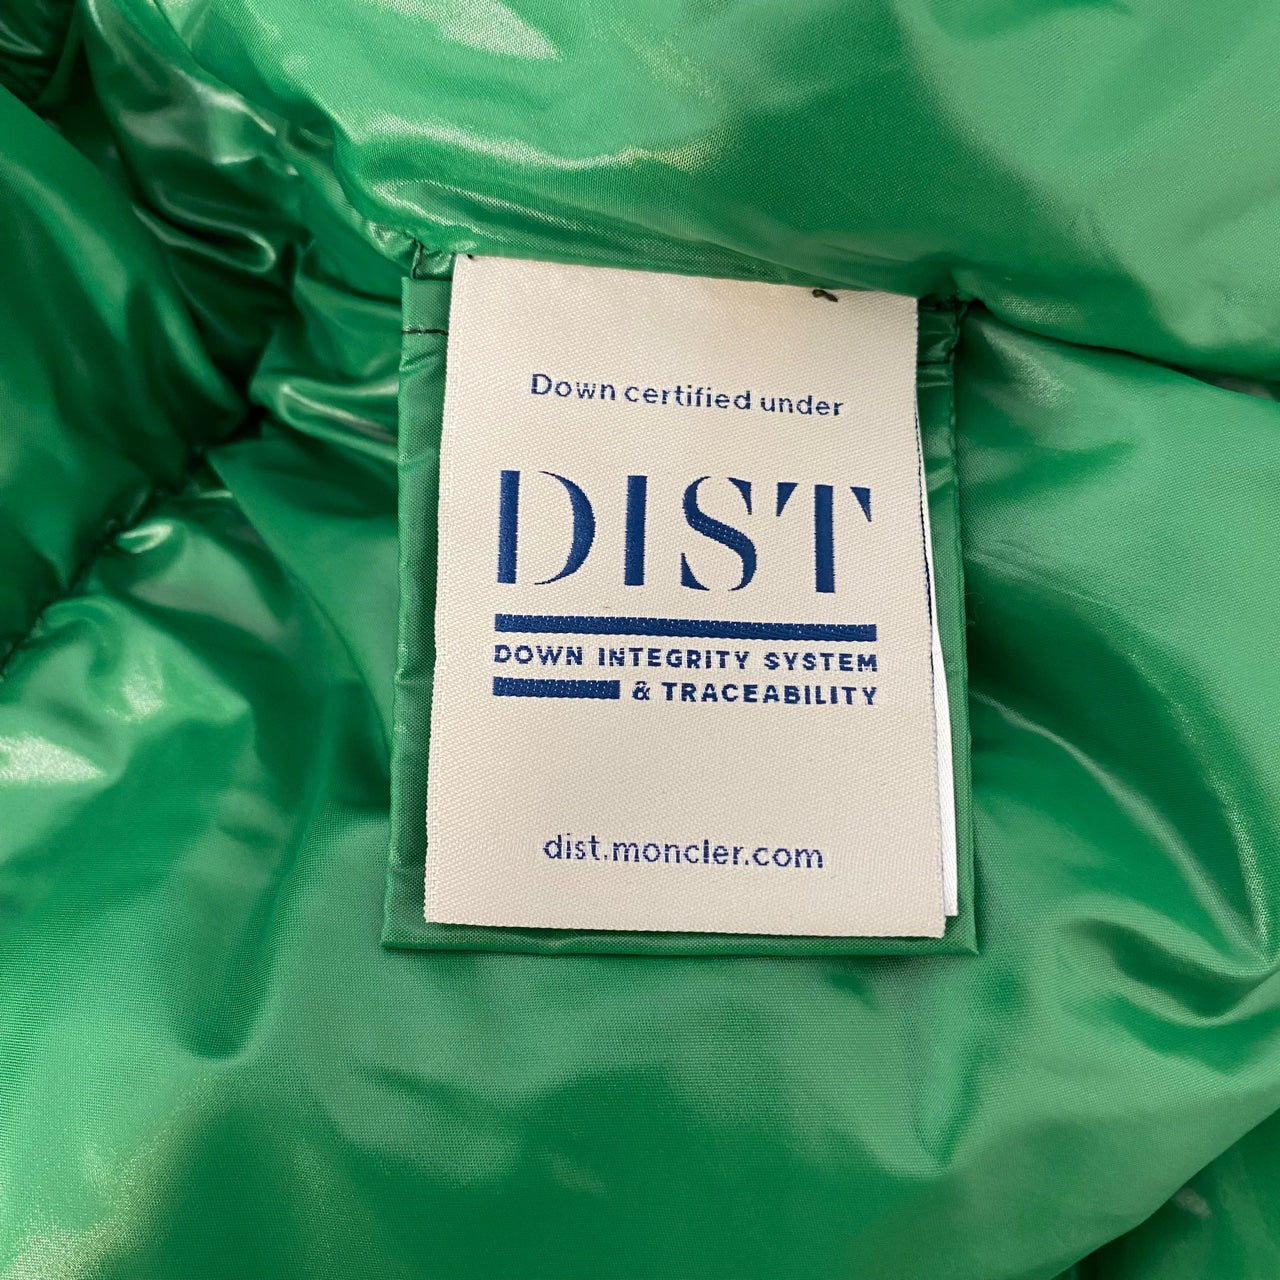 Down certified under
DIST
DOWN INTEGRITY SYSTEM
& TRACEABILITY
dist.moncler.com